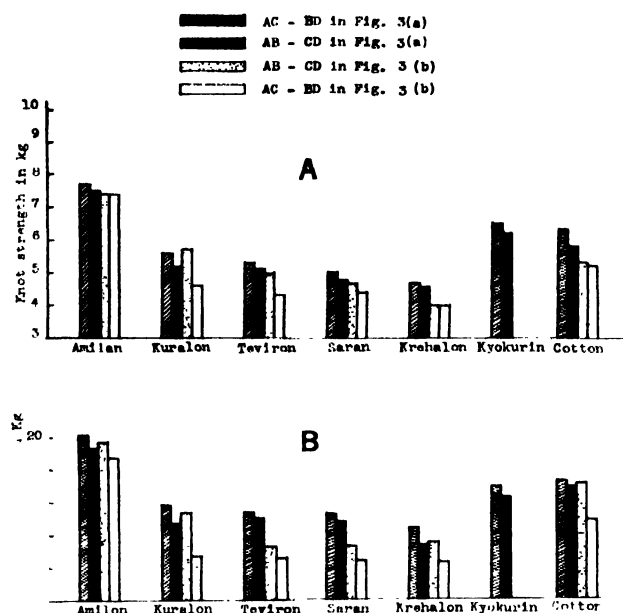 AC - BD in Fig. 3(a)
AB - CD in Fig. 3(a)
AB - CD in Fig. 3 (b)
AC - BD in Fig. 3 (b)
Knot strength in kg
10
9
8
7
6
5
4
3
A
Amilan Kuralon Teviron Saran Krehalon Kyokurin Cotton
Kg
20
B
Amilon Kuralon Teviron Saran Krehalon Kyokurin Cotton